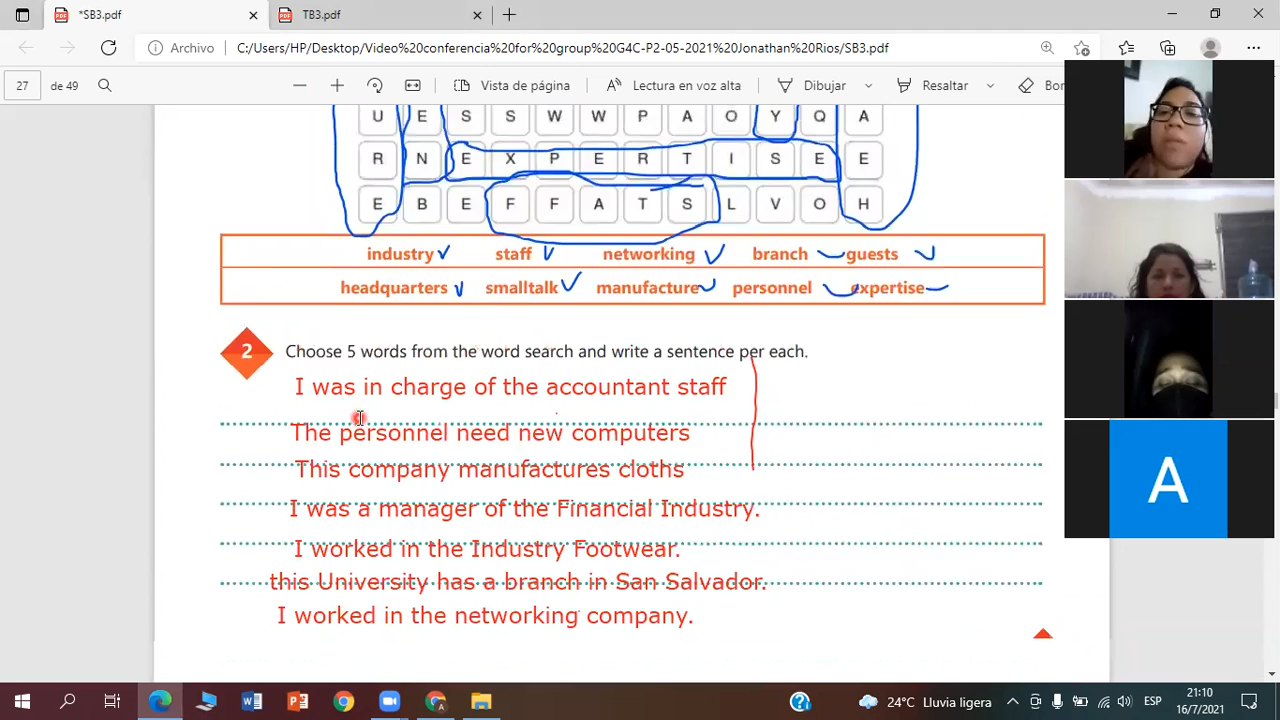 *SB3.pdf
TB3.pdf
Archivo
C:/Users/HP/Desktop/Video%20conferencia%20for%20group%20G4C-P2-05-2021%20Jonathan%20Rios/SB3.pdf
27 de 49
Vista de página
Lectura en voz alta
Dibujar
Resaltar
Bor
U E S S W W P A O Y Q A
R N E X P E R T I S E E
E B E F F A T S L V O H
industry staff networking branch guests
headquarters smalltalk manufacture personnel expertise
2 Choose 5 words from the word search and write a sentence per each.
I was in charge of the accountant staff
The personnel need new computers
This company manufactures cloths
I was a manager of the Financial Industry.
I worked in the Industry Footwear.
this University has a branch in San Salvador.
I worked in the networking company.
A
24°C Lluvia ligera
ESP
21:10
16/7/2021